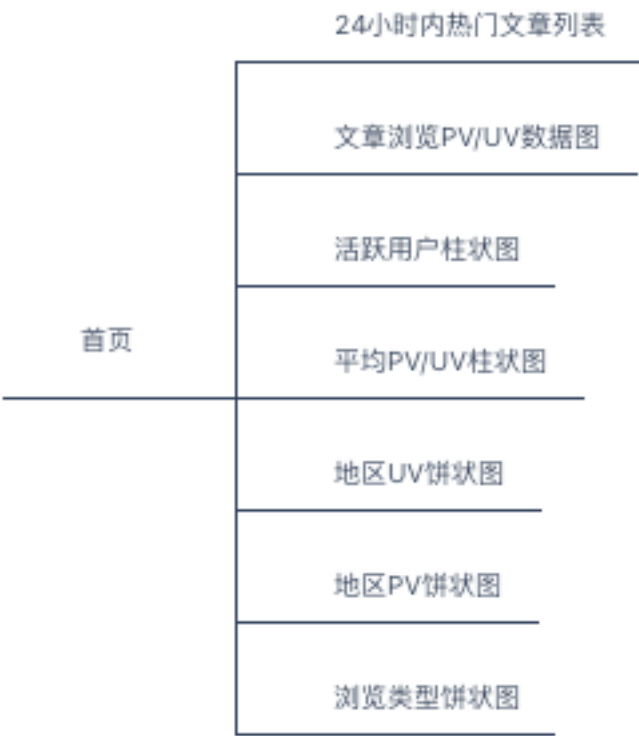 24小时内热门文章列表
文章浏览PV/UV数据图
活跃用户柱状图
首页
平均PV/UV柱状图
地区UV饼状图
地区PV饼状图
浏览类型饼状图